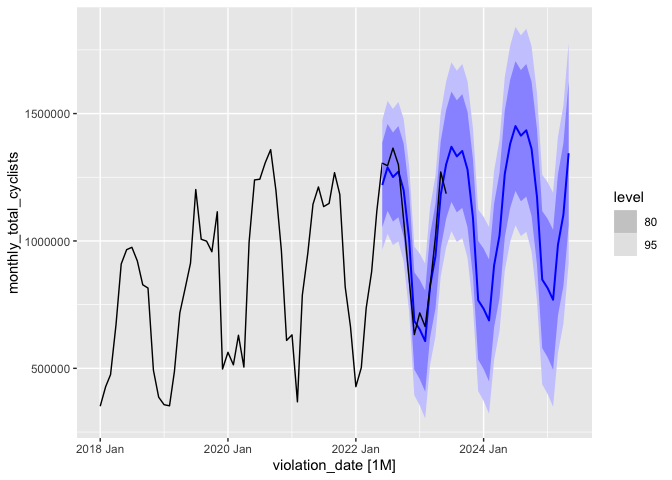 1500000
1000000
500000
monthly_total_cyclists
2018 Jan
2020 Jan
2022 Jan
2024 Jan
violation_date [1M]
level
80
95